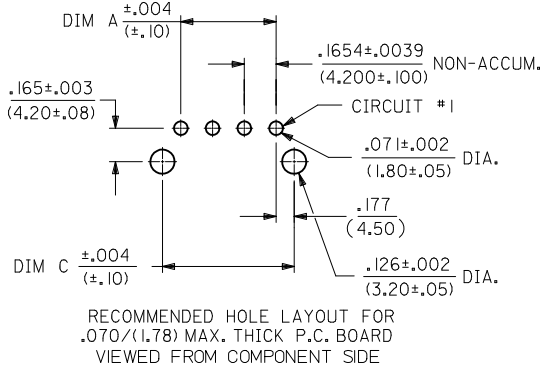 DIM A ±.004
(±.10)
.1654±.0039
(4.200±.100) NON-ACCUM.
.165±.003
(4.20±.08)
CIRCUIT #1
.071±.002
(1.80±.05) DIA.
.177
(4.50)
DIM C ±.004
(±.10)
.126±.002
(3.20±.05) DIA.
RECOMMENDED HOLE LAYOUT FOR
.070/(1.78) MAX. THICK P.C. BOARD
VIEWED FROM COMPONENT SIDE